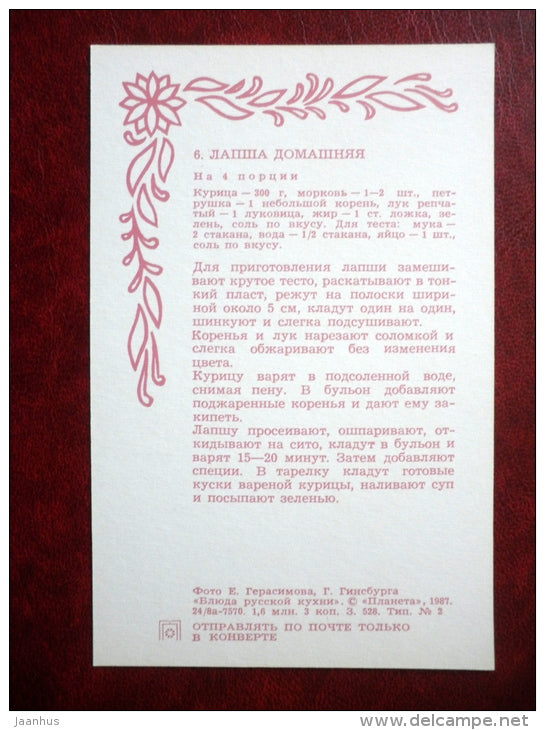 6. ЛАПША ДОМАШНЯЯ
На 4 порции
Курица — 300 г, морковь — 1—2 шт., пет-
рушка — 1 небольшой корень, лук репча-
тый — 1 луковица, жир — 1 ст. ложка, зе-
лень, соль по вкусу. Для теста: мука —
2 стакана, вода — 1/2 стакана, яйцо — 1 шт.,
соль по вкусу.
Для приготовления лапши замеши-
вают крутое тесто, раскатывают в тон-
кий пласт, режут на полоски шири-
ной около 5 см, кладут один на один,
шинкуют и слегка подсушивают.
Коренья и лук нарезают соломкой и
слегка обжаривают без изменения
цвета.
Курицу варят в подсоленной воде,
снимая пену. В бульон добавляют
поджаренные коренья и дают ему за-
кипеть.
Лапшу просеивают, ошпаривают, от-
кидывают на сито, кладут в бульон и
варят 15—20 минут. Затем добавляют
специи. В тарелку кладут готовые
куски вареной курицы, наливают суп
и посыпают зеленью.
Фото Е. Герасимова, Г. Гинсбурга
«Блюда русской кухни». © «Планета», 1987.
24/8а-7570. 1,6 млн. 3 коп. З. 528. Тип. № 2
ОТПРАВЛЯТЬ ПО ПОЧТЕ ТОЛЬКО
В КОНВЕРТЕ
jaanhus
www.delcampe.net